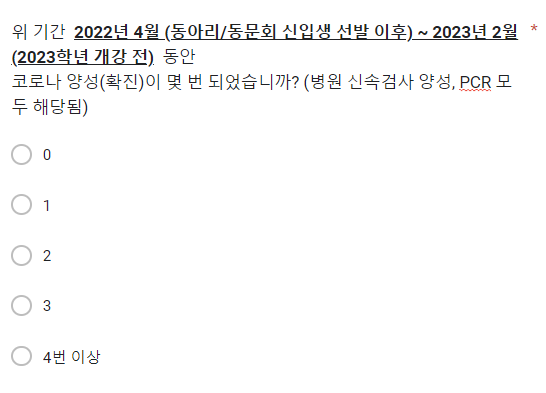 위 기간 2022년 4월 (동아리/동문회 신입생 선발 이후) ~ 2023년 2월 *
(2023학년 개강 전) 동안
코로나 양성(확진)이 몇 번 되었습니까? (병원 신속검사 양성, PCR 모
두 해당됨)
0
1
2
3
4번 이상